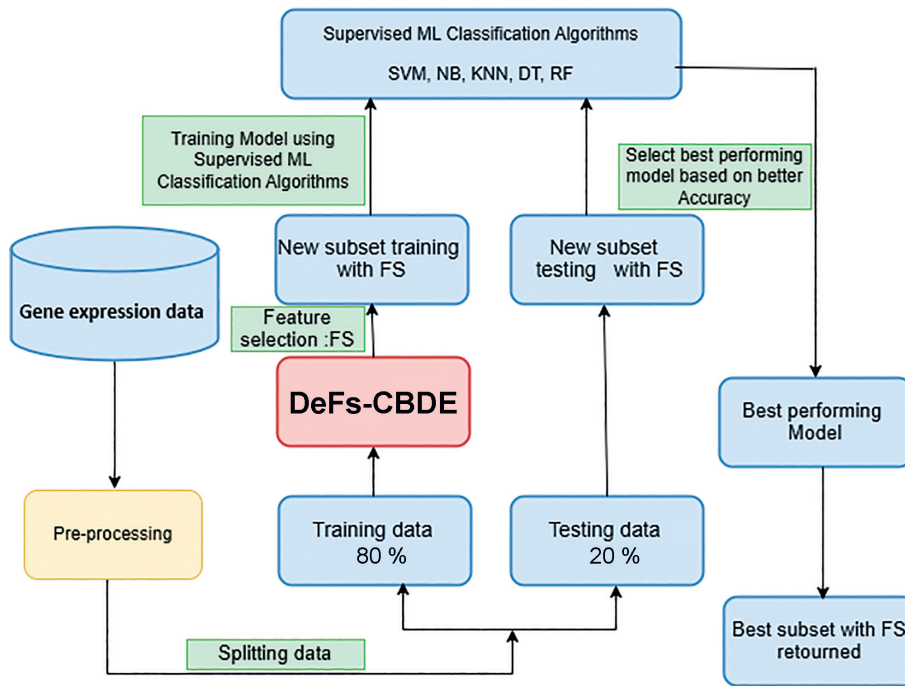 Supervised ML Classification Algorithms
SVM, NB, KNN, DT, RF
Training Model using
Supervised ML
Classification Algorithms
Select best performing
model based on better
Accuracy
New subset training
with FS
New subset
testing with FS
Gene expression data
Feature
selection :FS
DeFs-CBDE
Best performing
Model
Pre-processing
Training data
80 %
Testing data
20 %
Splitting data
Best subset with FS
retourned